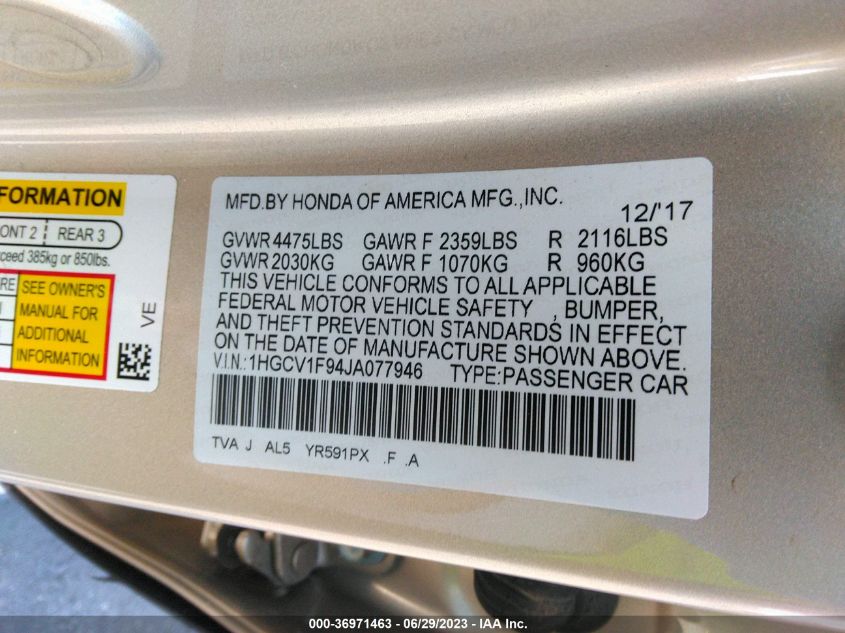 FORMATION
ONT 2 REAR 3
xceed 385kg or 850lbs.
RE SEE OWNER'S
MANUAL FOR
ADDITIONAL
INFORMATION
VE
MFD.BY HONDA OF AMERICA MFG.,INC.
12/'17
GVWR 4475LBS GAWR F 2359LBS R 2116LBS
GVWR 2030KG GAWR F 1070KG R 960KG
THIS VEHICLE CONFORMS TO ALL APPLICABLE
FEDERAL MOTOR VEHICLE SAFETY , BUMPER,
AND THEFT PREVENTION STANDARDS IN EFFECT
ON THE DATE OF MANUFACTURE SHOWN ABOVE.
V.I.N.:1HGCV1F94JA077946 TYPE:PASSENGER CAR
TVA J AL5 YR591PX .F .A
000-36971463 / 06/29/2023 - IAA Inc.